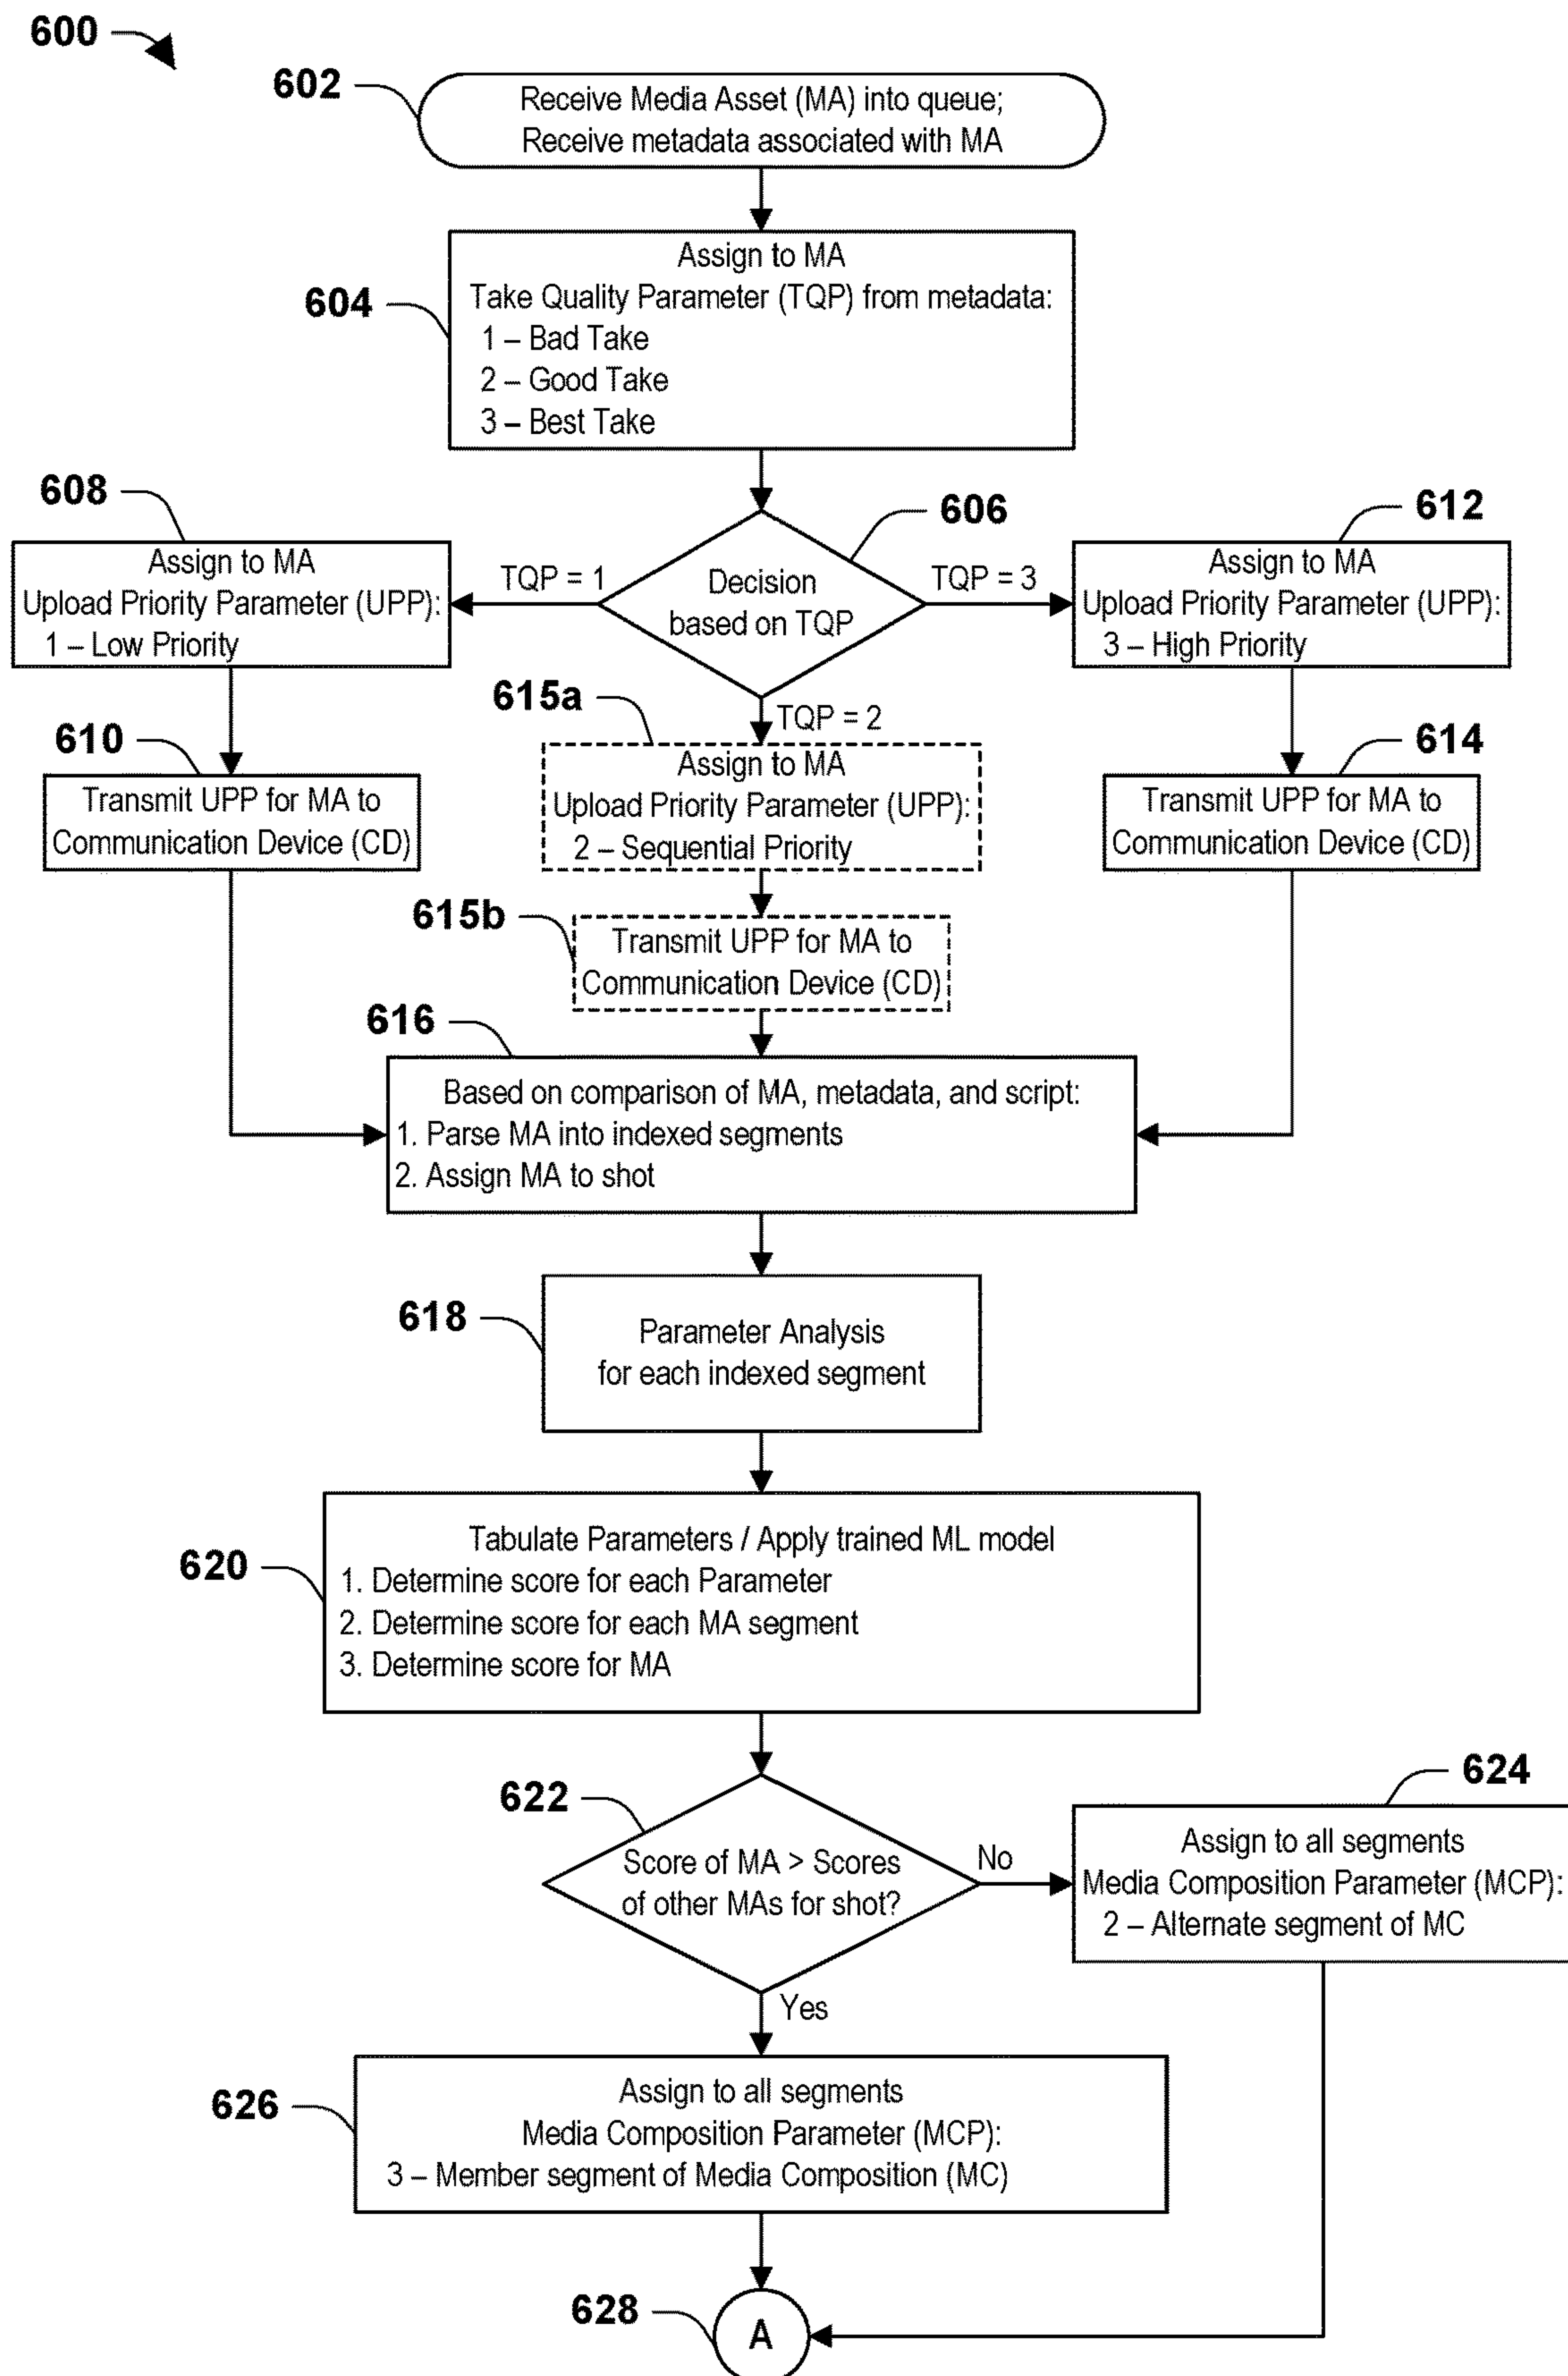 600
602
Receive Media Asset (MA) into queue;
Receive metadata associated with MA
604
Assign to MA
Take Quality Parameter (TQP) from metadata:
1 – Bad Take
2 – Good Take
3 – Best Take
606
Decision
based on TQP
TQP = 1
TQP = 3
TQP = 2
608
Assign to MA
Upload Priority Parameter (UPP):
1 – Low Priority
612
Assign to MA
Upload Priority Parameter (UPP):
3 – High Priority
610
Transmit UPP for MA to
Communication Device (CD)
615a
Assign to MA
Upload Priority Parameter (UPP):
2 – Sequential Priority
614
Transmit UPP for MA to
Communication Device (CD)
615b
Transmit UPP for MA to
Communication Device (CD)
616
Based on comparison of MA, metadata, and script:
1. Parse MA into indexed segments
2. Assign MA to shot
618
Parameter Analysis
for each indexed segment
620
Tabulate Parameters / Apply trained ML model
1. Determine score for each Parameter
2. Determine score for each MA segment
3. Determine score for MA
622
Score of MA > Scores
of other MAs for shot?
No
Yes
624
Assign to all segments
Media Composition Parameter (MCP):
2 – Alternate segment of MC
626
Assign to all segments
Media Composition Parameter (MCP):
3 – Member segment of Media Composition (MC)
628
A